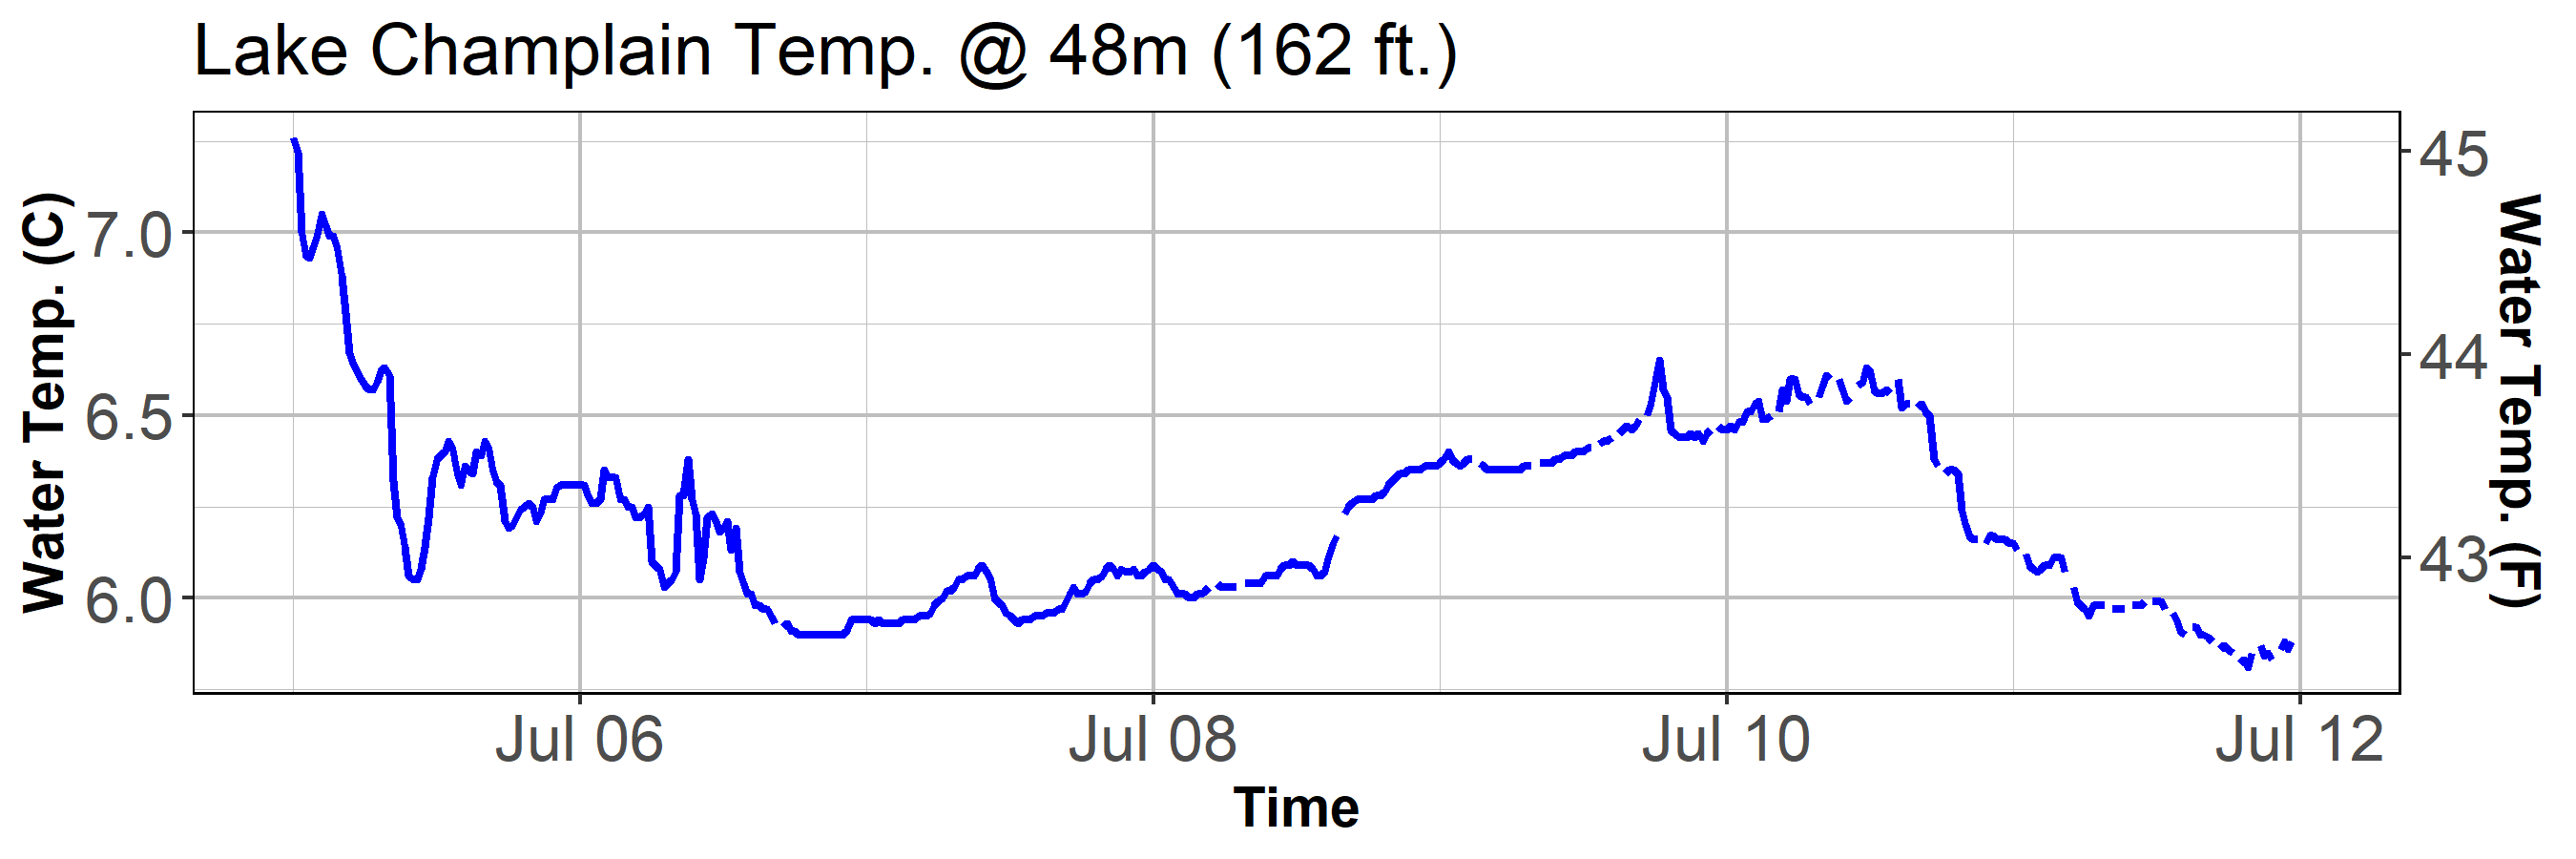 Lake Champlain Temp. @ 48m (162 ft.)
Water Temp. (C)
7.0
6.5
6.0
45
44
43
Water Temp. (F)
Jul 06 Jul 08 Jul 10 Jul 12
Time